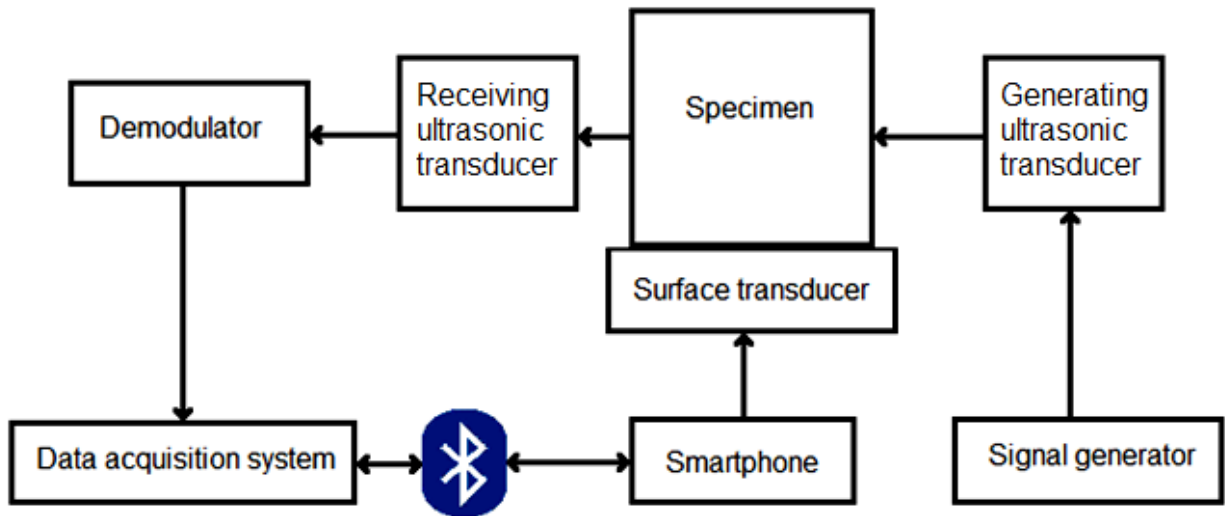 Demodulator
Receiving
ultrasonic
transducer
Specimen
Generating
ultrasonic
transducer
Surface transducer
Data acquisition system
Smartphone
Signal generator